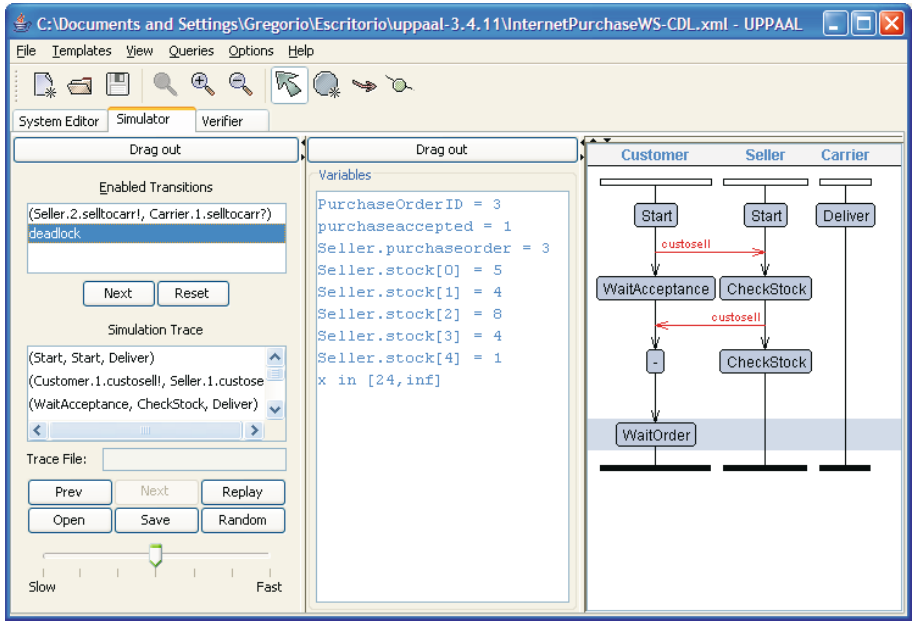 C:\Documents and Settings\Gregorio\Escritorio\uppaal-3.4.11\InternetPurchaseWS-CDL.xml - UPPAAL
File Templates View Queries Options Help
System Editor Simulator Verifier
Drag out
Enabled Transitions
(Seller.2.selltocarr!, Carrier.1.selltocarr?)
deadlock
Next Reset
Simulation Trace
(Start, Start, Deliver)
(Customer.1.custosell!, Seller.1.custose
(WaitAcceptance, CheckStock, Deliver)
Trace File:
Prev Next Replay
Open Save Random
Slow Fast
Drag out
Variables
PurchaseOrderID = 3
purchaseaccepted = 1
Seller.purchaseorder = 3
Seller.stock[0] = 5
Seller.stock[1] = 4
Seller.stock[2] = 8
Seller.stock[3] = 4
Seller.stock[4] = 1
x in [24,inf]
Customer Seller Carrier
Start Start Deliver
custosell
WaitAcceptance CheckStock
custosell
- CheckStock
WaitOrder